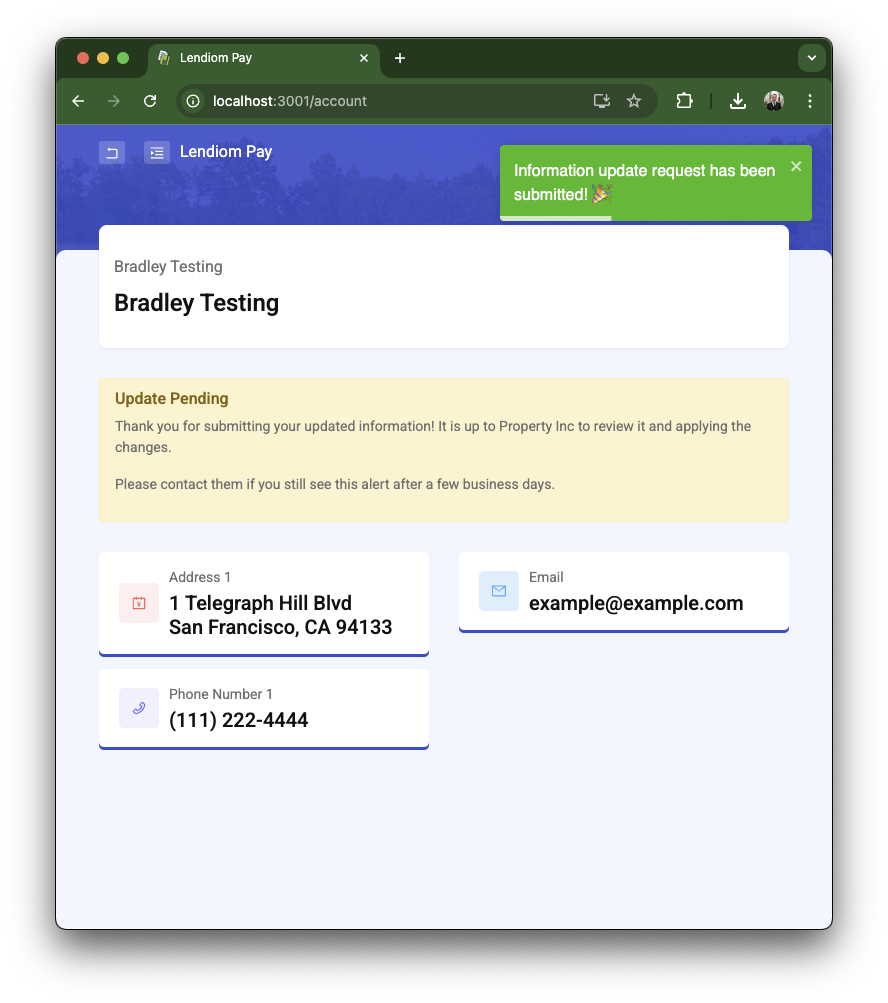 Lendiom Pay
localhost:3001/account
Lendiom Pay
Information update request has been
submitted! 🎉
Bradley Testing
Bradley Testing
Update Pending
Thank you for submitting your updated information! It is up to Property Inc to review it and applying the
changes.
Please contact them if you still see this alert after a few business days.
Address 1
1 Telegraph Hill Blvd
San Francisco, CA 94133
Email
example@example.com
Phone Number 1
(111) 222-4444